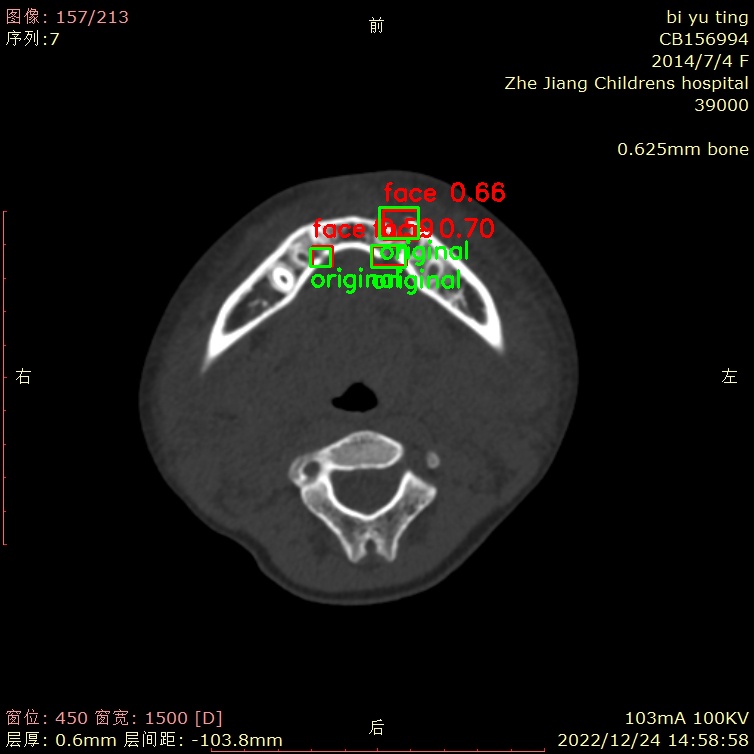 图像: 157/213
序列:7
前
bi yu ting
CB156994
2014/7/4 F
Zhe Jiang Childrens hospital
39000
0.625mm bone
face 0.66
face
0.70
original
original
original
右
左
窗位: 450 窗宽: 1500 [D]
层厚: 0.6mm 层间距: -103.8mm
后
103mA 100KV
2022/12/24 14:58:58